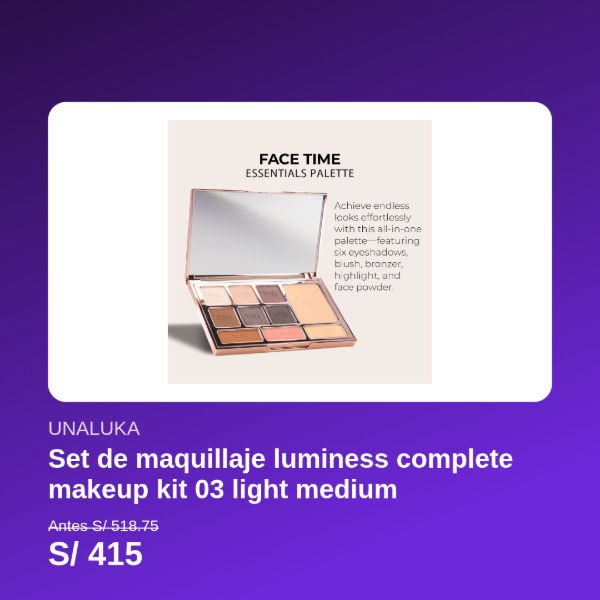 FACE TIME
ESSENTIALS PALETTE
Achieve endless
looks effortlessly
with this all-in-one
palette—featuring
six eyeshadows,
blush, bronzer,
highlight, and
face powder.
UNALUKA
Set de maquillaje luminess complete
makeup kit 03 light medium
Antes S/ 518.75
S/ 415